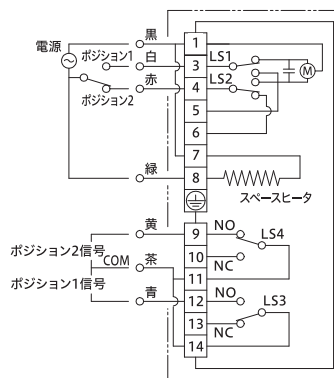 電源
ポジション1
ポジション2
黒
白
赤
緑
1
3
4
5
6
7
8
LS1
LS2
M
スペースヒータ
ポジション2信号
COM
ポジション1信号
黄
茶
青
9
10
11
12
13
14
NO
NC
LS4
NO
NC
LS3